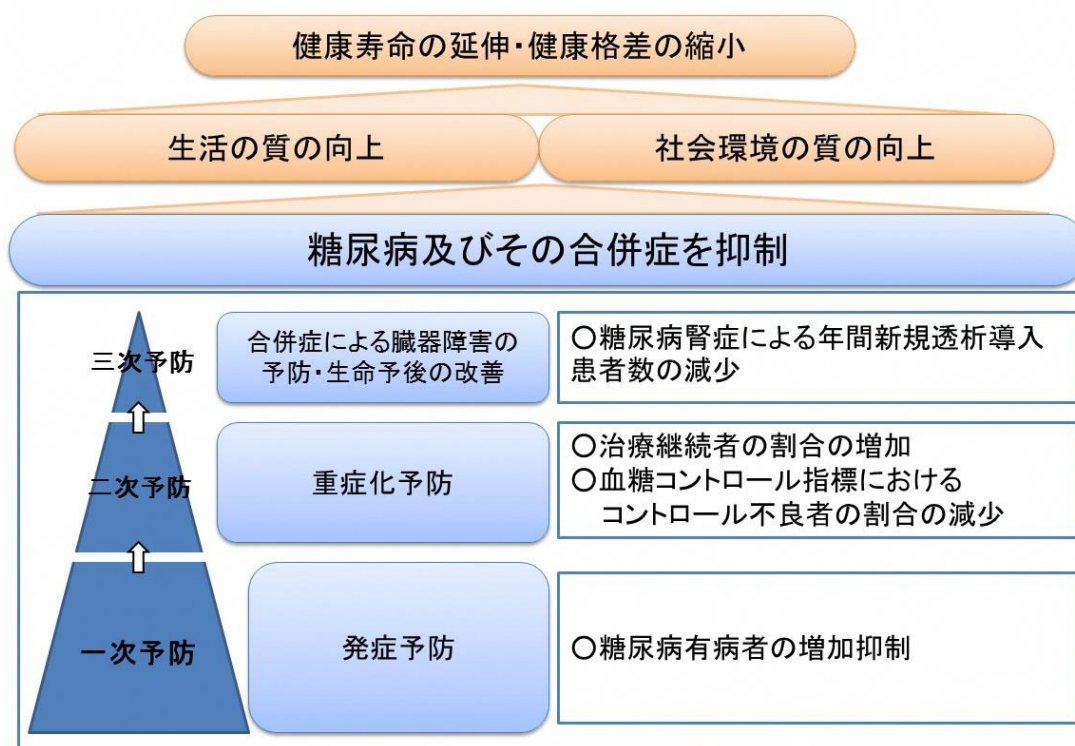 健康寿命の延伸・健康格差の縮小
生活の質の向上
社会環境の質の向上
糖尿病及びその合併症を抑制
三次予防
合併症による臓器障害の
予防・生命予後の改善
〇糖尿病腎症による年間新規透析導入
患者数の減少
二次予防
重症化予防
〇治療継続者の割合の増加
〇血糖コントロール指標における
コントロール不良者の割合の減少
一次予防
発症予防
〇糖尿病有病者の増加抑制